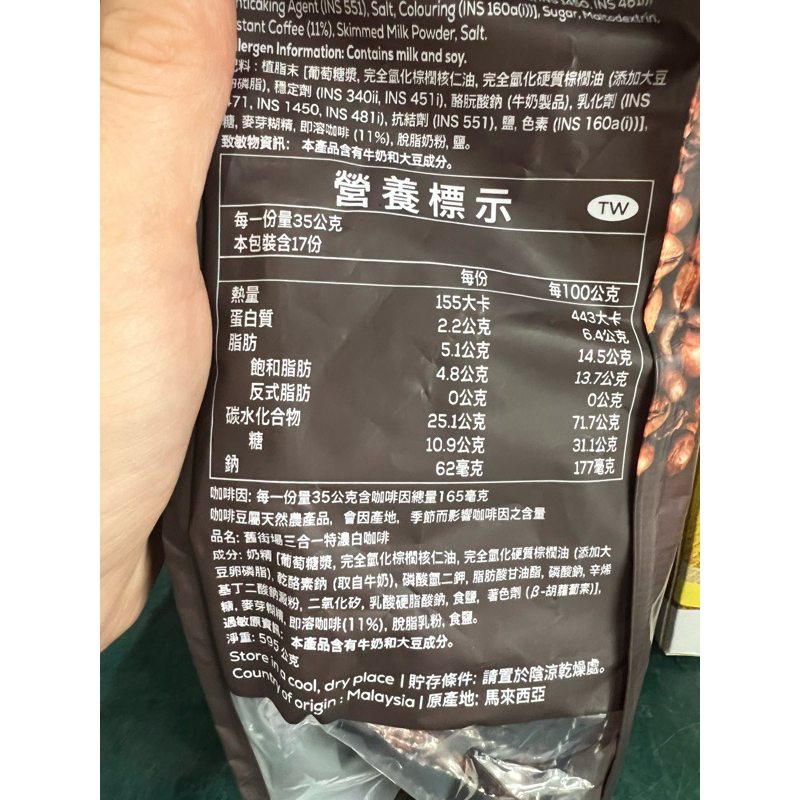 nticaking Agent (INS 551), Salt, Colouring (INS 160a(i))], Sugar, Maltodextrin,
stant Coffee (11%), Skimmed Milk Powder, Salt.
llergen Information: Contains milk and soy.
料: 植脂末 [葡萄糖漿, 完全氫化棕櫚核仁油, 完全氫化硬質棕櫚油 (添加大豆
卵磷脂), 穩定劑 (INS 340ii, INS 451i), 酪朊酸鈉 (牛奶製品), 乳化劑 (INS
471, INS 1450, INS 481i), 抗結劑 (INS 551), 鹽, 色素 (INS 160a(i))],
糖, 麥芽糊精, 即溶咖啡 (11%), 脫脂奶粉, 鹽。
致敏物資訊: 本產品含有牛奶和大豆成分。
營養標示 TW
每一份量35公克
本包裝含17份
每份 每100公克
熱量 155大卡 443大卡
蛋白質 2.2公克 6.4公克
脂肪 5.1公克 14.5公克
飽和脂肪 4.8公克 13.7公克
反式脂肪 0公克 0公克
碳水化合物 25.1公克 71.7公克
糖 10.9公克 31.1公克
鈉 62毫克 177毫克
咖啡因: 每一份量35公克含咖啡因總量165毫克
咖啡豆屬天然農產品, 會因產地, 季節而影響咖啡因之含量
品名: 舊街場三合一特濃白咖啡
成分: 奶精 [葡萄糖漿, 完全氫化棕櫚核仁油, 完全氫化硬質棕櫚油 (添加大
豆卵磷脂), 乾酪素鈉 (取自牛奶), 磷酸氫二鉀, 脂肪酸甘油酯, 磷酸鈉, 辛烯
基丁二酸鈉澱粉, 二氧化矽, 乳酸硬脂酸鈉, 食鹽, 著色劑 (β-胡蘿蔔素)],
糖, 麥芽糊精, 即溶咖啡(11%), 脫脂乳粉, 食鹽。
過敏原資訊: 本產品含有牛奶和大豆成分。
淨重: 595公克
Store in a cool, dry place | 貯存條件: 請置於陰涼乾燥處。
Country of origin : Malaysia | 原產地: 馬來西亞